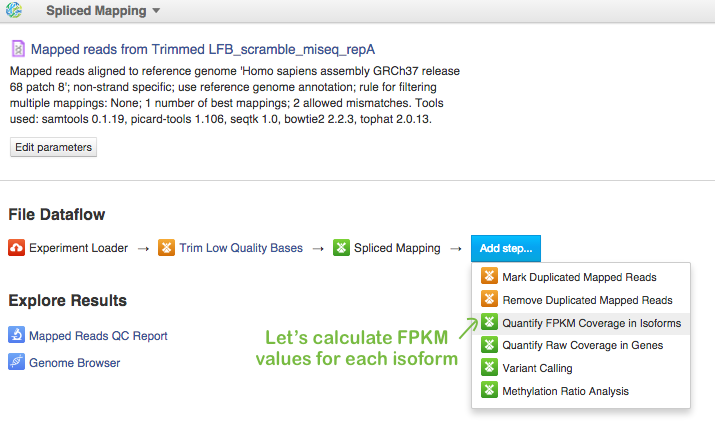 Spliced Mapping
Mapped reads from Trimmed LFB_scramble_miseq_repA
Mapped reads aligned to reference genome 'Homo sapiens assembly GRCh37 release
68 patch 8'; non-strand specific; use reference genome annotation; rule for filtering
multiple mappings: None; 1 number of best mappings; 2 allowed mismatches. Tools
used: samtools 0.1.19, picard-tools 1.106, seqtk 1.0, bowtie2 2.2.3, tophat 2.0.13.
Edit parameters
File Dataflow
Experiment Loader → Trim Low Quality Bases → Spliced Mapping → Add step...
Mark Duplicated Mapped Reads
Remove Duplicated Mapped Reads
Quantify FPKM Coverage in Isoforms
Quantify Raw Coverage in Genes
Variant Calling
Methylation Ratio Analysis
Explore Results
Mapped Reads QC Report
Genome Browser
Let's calculate FPKM
values for each isoform